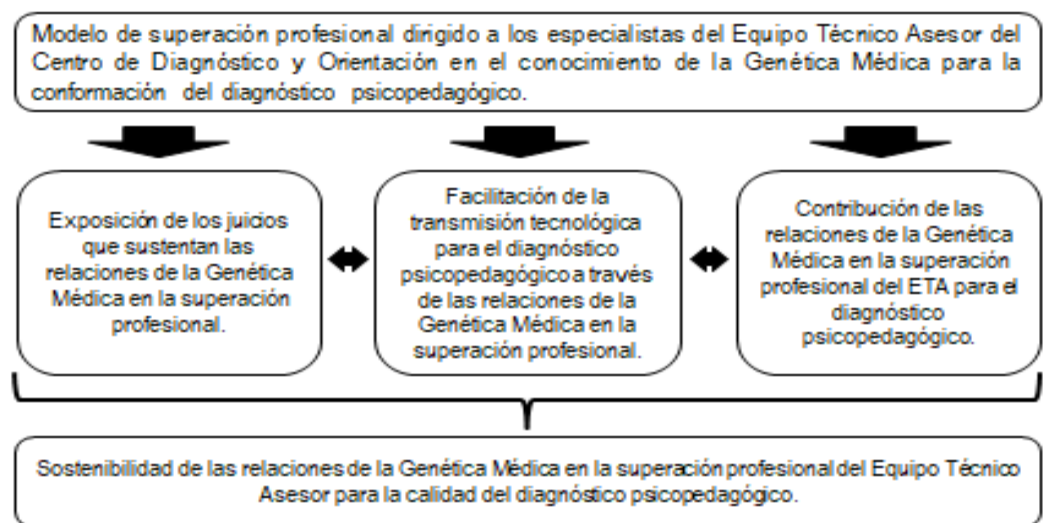 Modelo de superación profesional dirigido a los especialistas del Equipo Técnico Asesor del
Centro de Diagnóstico y Orientación en el conocimiento de la Genética Médica para la
conformación del diagnóstico psicopedagógico.
Exposición de los juicios
que sustentan las
relaciones de la Genética
Médica en la superación
profesional.
Facilitación de la
transmisión tecnológica
para el diagnóstico
psicopedagógico a través
de las relaciones de la
Genética Médica en la
superación profesional.
Contribución de las
relaciones de la Genética
Médica en la superación
profesional del ETA para el
diagnóstico
psicopedagógico.
Sostenibilidad de las relaciones de la Genética Médica en la superación profesional del Equipo Técnico
Asesor para la calidad del diagnóstico psicopedagógico.